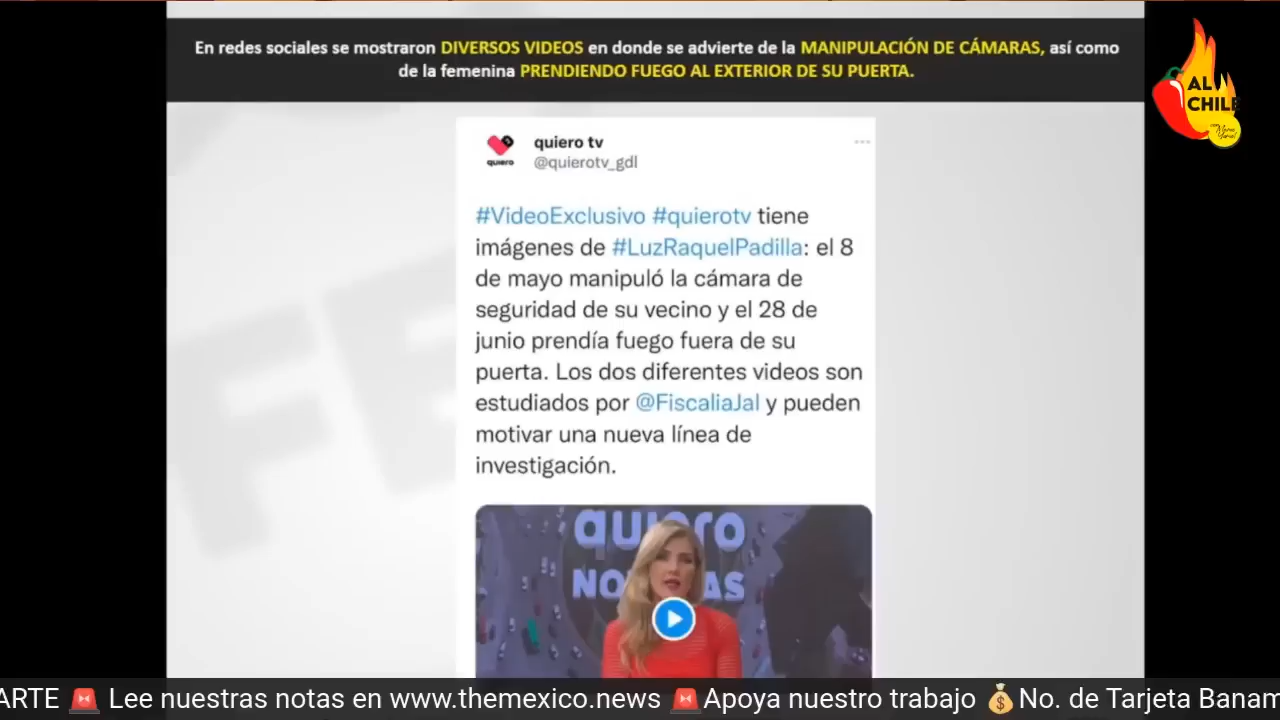 En redes sociales se mostraron DIVERSOS VIDEOS en donde se advierte de la MANIPULACIÓN DE CÁMARAS, así como
de la femenina PRENDIENDO FUEGO AL EXTERIOR DE SU PUERTA.
AL
CHILE
quiero tv
quiero
@quierotv_gdl
#VideoExclusivo #quierotv tiene
imágenes de #LuzRaquelPadilla: el 8
de mayo manipuló la cámara de
seguridad de su vecino y el 28 de
junio prendía fuego fuera de su
puerta. Los dos diferentes videos son
estudiados por @FiscaliaJal y pueden
motivar una nueva línea de
investigación.
quiero
ARTE 🚨 Lee nuestras notas en www.themexico.news 🚨Apoya nuestro trabajo 💰No. de Tarjeta Banam